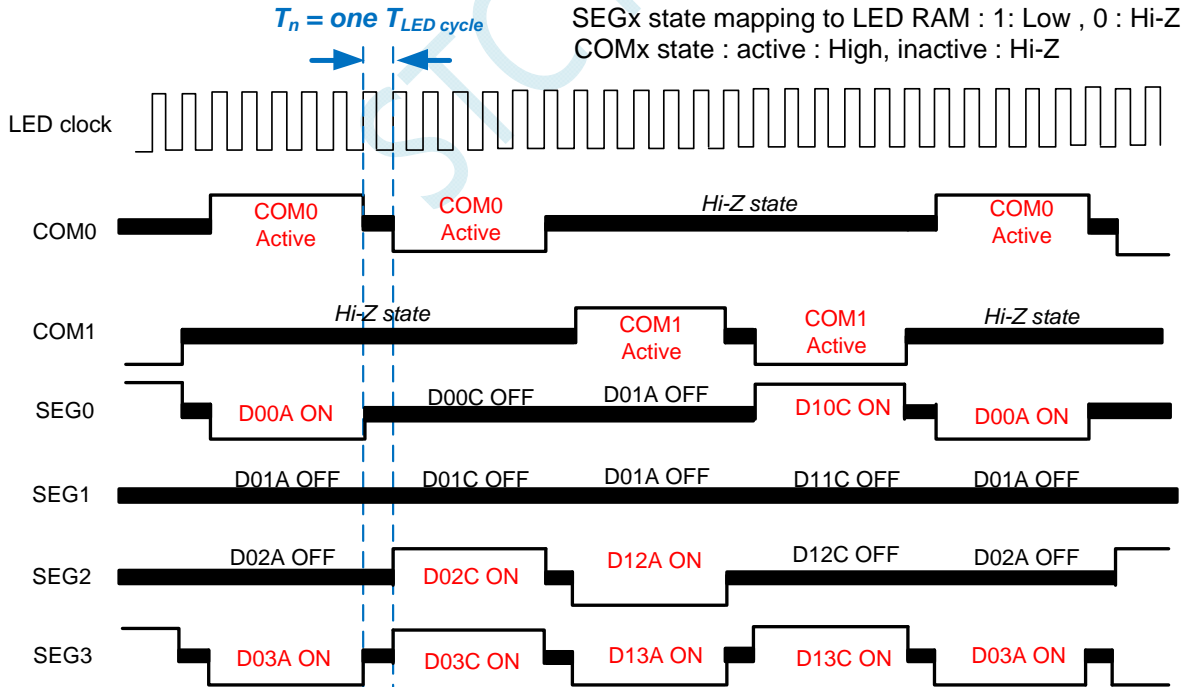 Tn = one TLED cycle
SEGx state mapping to LED RAM : 1: Low , 0 : Hi-Z
COMx state : active : High, inactive : Hi-Z
LED clock
COM0
COM0 Active
COM0 Active
Hi-Z state
COM0 Active
COM1
Hi-Z state
COM1 Active
COM1 Active
Hi-Z state
SEG0
D00A ON
D00C OFF
D01A OFF
D10C ON
D00A ON
SEG1
D01A OFF
D01C OFF
D01A OFF
D11C OFF
D01A OFF
SEG2
D02A OFF
D02C ON
D12A ON
D12C OFF
D02A OFF
SEG3
D03A ON
D03C ON
D13A ON
D13C ON
D03A ON